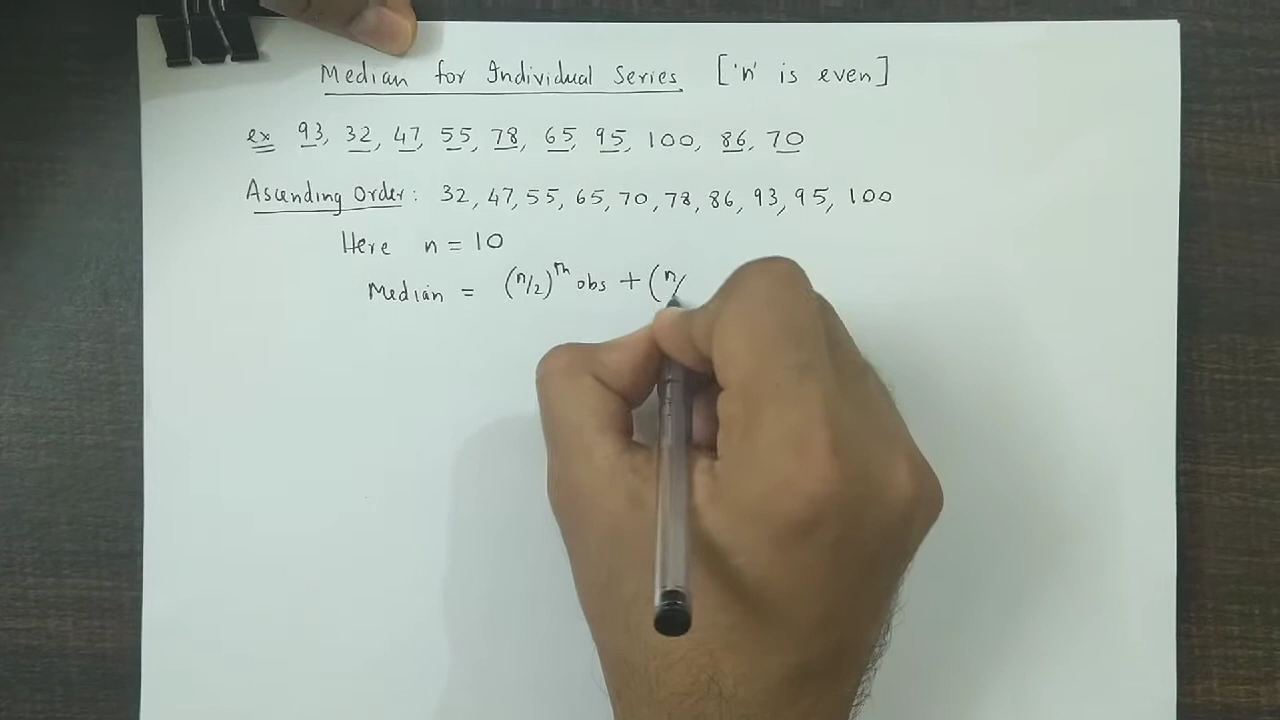 Median for Individual Series ['n' is even]
ex 93, 32, 47, 55, 78, 65, 95, 100, 86, 70
Ascending Order: 32, 47, 55, 65, 70, 78, 86, 93, 95, 100
Here n = 10
Median = (n/2)th obs + (n/